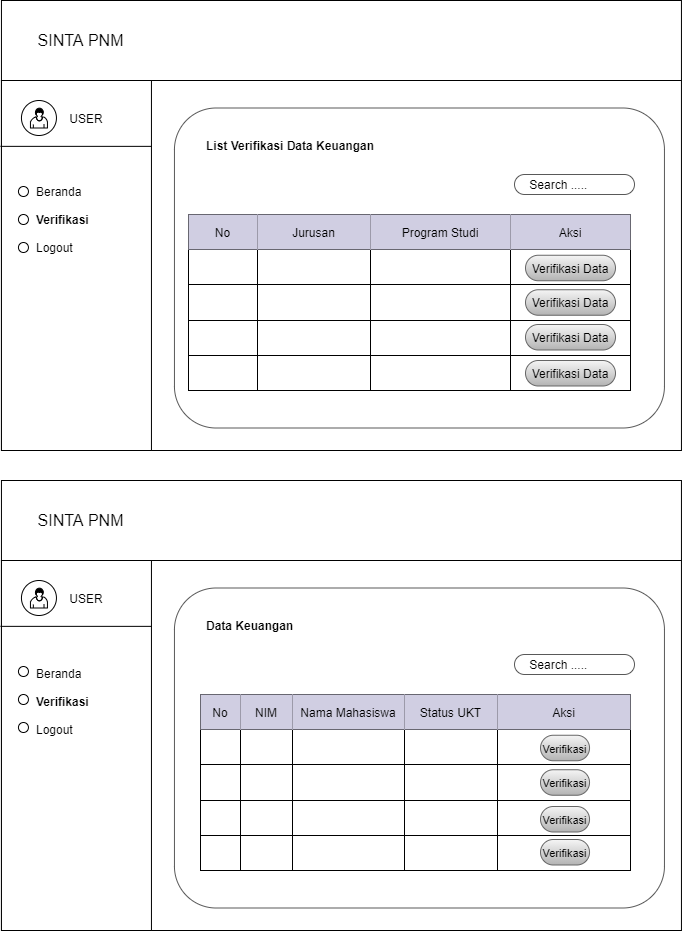 SINTA PNM
USER
List Verifikasi Data Keuangan
Beranda
Verifikasi
Logout
Search .....
No Jurusan Program Studi Aksi
Verifikasi Data
Verifikasi Data
Verifikasi Data
Verifikasi Data
SINTA PNM
USER
Data Keuangan
Beranda
Verifikasi
Logout
Search .....
No NIM Nama Mahasiswa Status UKT Aksi
Verifikasi
Verifikasi
Verifikasi
Verifikasi